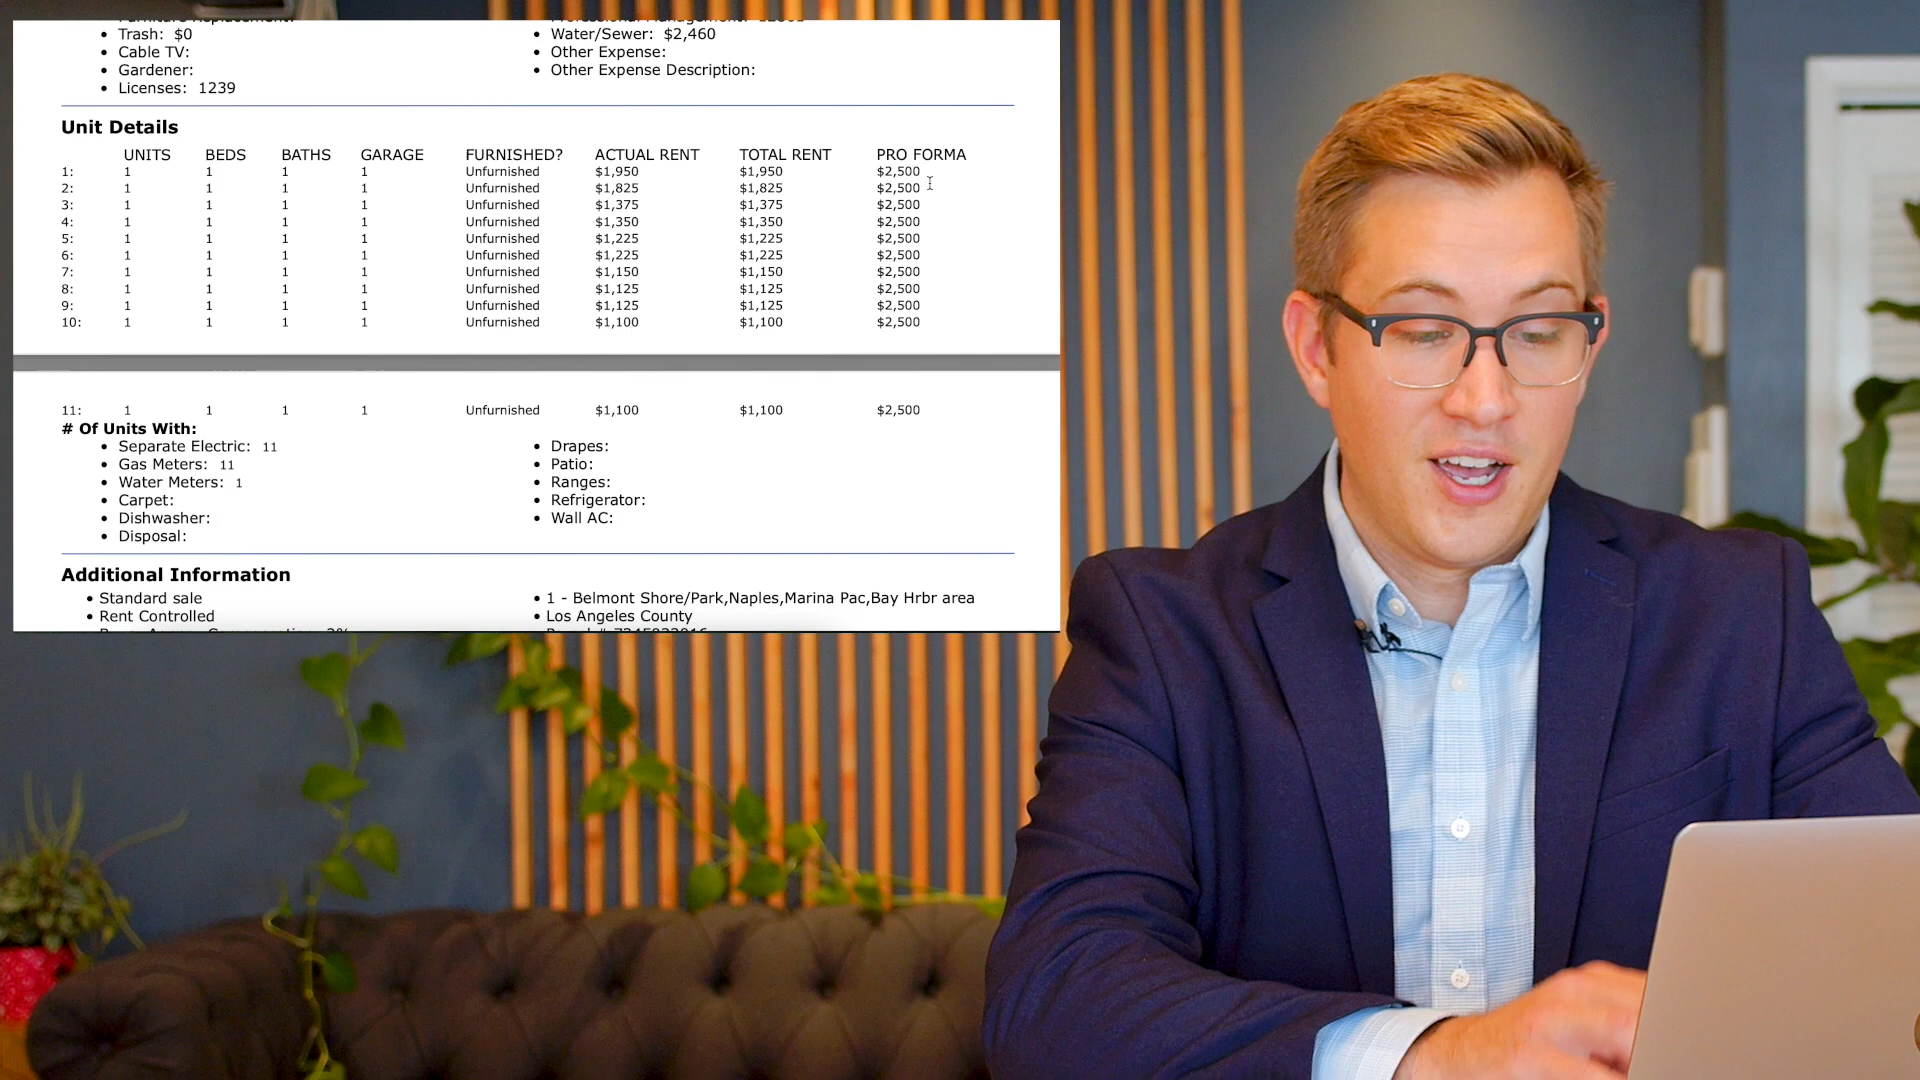 Trash: $0
Cable TV:
Gardener:
Licenses: 1239
Water/Sewer: $2,460
Other Expense:
Other Expense Description:
Unit Details
UNITS BEDS BATHS GARAGE FURNISHED? ACTUAL RENT TOTAL RENT PRO FORMA
1: 1 1 1 1 Unfurnished $1,950 $1,950 $2,500
2: 1 1 1 1 Unfurnished $1,825 $1,825 $2,500
3: 1 1 1 1 Unfurnished $1,375 $1,375 $2,500
4: 1 1 1 1 Unfurnished $1,350 $1,350 $2,500
5: 1 1 1 1 Unfurnished $1,225 $1,225 $2,500
6: 1 1 1 1 Unfurnished $1,225 $1,225 $2,500
7: 1 1 1 1 Unfurnished $1,150 $1,150 $2,500
8: 1 1 1 1 Unfurnished $1,125 $1,125 $2,500
9: 1 1 1 1 Unfurnished $1,125 $1,125 $2,500
10: 1 1 1 1 Unfurnished $1,100 $1,100 $2,500
11: 1 1 1 1 Unfurnished $1,100 $1,100 $2,500
# Of Units With:
Separate Electric: 11
Gas Meters: 11
Water Meters: 1
Carpet:
Dishwasher:
Disposal:
Drapes:
Patio:
Ranges:
Refrigerator:
Wall AC:
Additional Information
Standard sale
Rent Controlled
1 - Belmont Shore/Park,Naples,Marina Pac,Bay Hrbr area
Los Angeles County